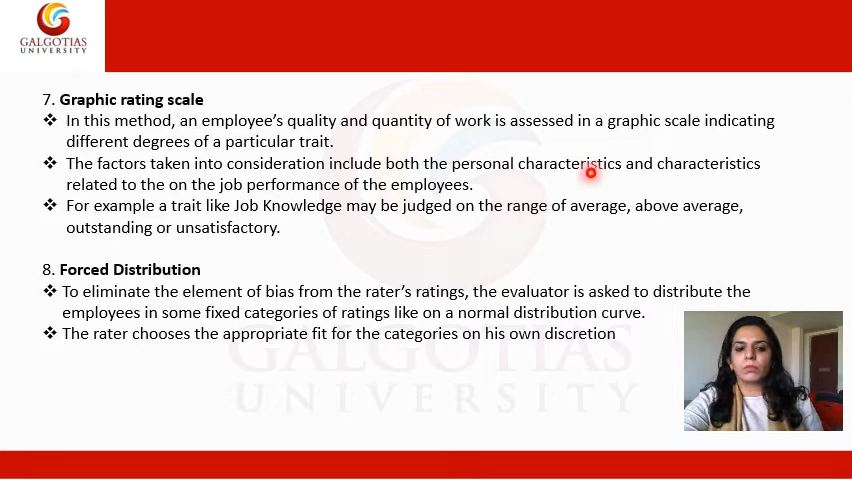 GALGOTIAS
UNIVERSITY
7. Graphic rating scale
❖ In this method, an employee's quality and quantity of work is assessed in a graphic scale indicating
different degrees of a particular trait.
❖ The factors taken into consideration include both the personal characteristics and characteristics
related to the on the job performance of the employees.
❖ For example a trait like Job Knowledge may be judged on the range of average, above average,
outstanding or unsatisfactory.
8. Forced Distribution
❖ To eliminate the element of bias from the rater's ratings, the evaluator is asked to distribute the
employees in some fixed categories of ratings like on a normal distribution curve.
❖ The rater chooses the appropriate fit for the categories on his own discretion
GALGOTIAS
UNIVERSITY